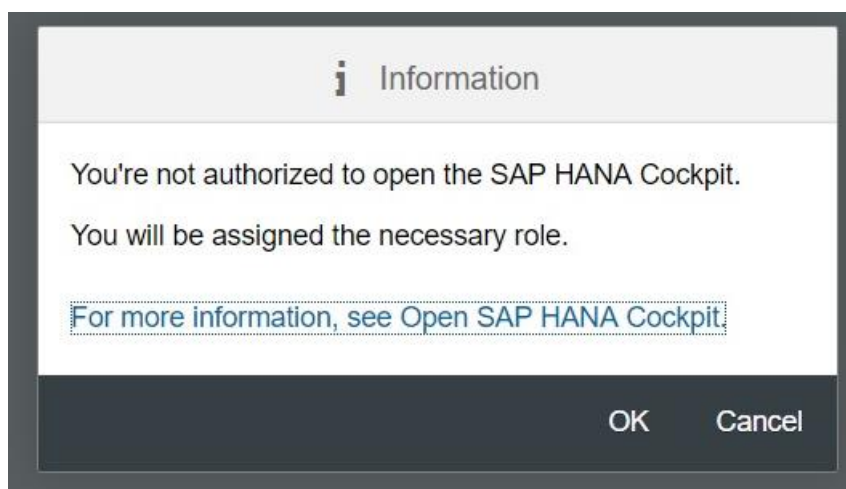 Information
You're not authorized to open the SAP HANA Cockpit.
You will be assigned the necessary role.
For more information, see Open SAP HANA Cockpit.
OK Cancel